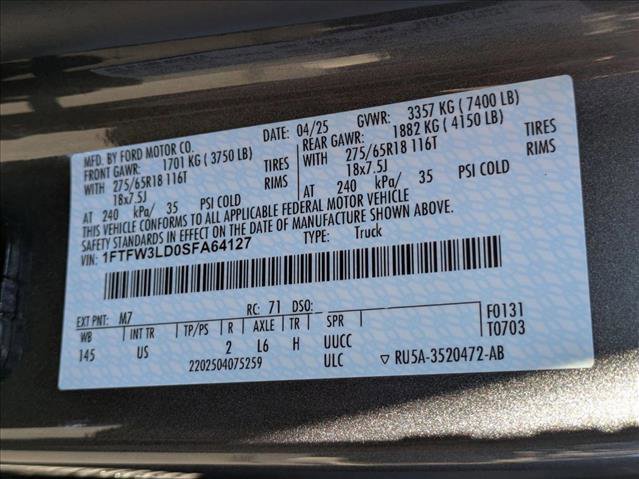 MFD. BY FORD MOTOR CO. DATE: 04/25 GVWR: 3357 KG ( 7400 LB)
FRONT GAWR: 1701 KG ( 3750 LB) REAR GAWR: 1882 KG ( 4150 LB)
WITH 275/65R18 116T TIRES WITH 275/65R18 116T TIRES
18x7.5J RIMS 18x7.5J RIMS
AT 240 kPa/ 35 PSI COLD AT 240 kPa/ 35 PSI COLD
THIS VEHICLE CONFORMS TO ALL APPLICABLE FEDERAL MOTOR VEHICLE
SAFETY STANDARDS IN EFFECT ON THE DATE OF MANUFACTURE SHOWN ABOVE.
VIN: 1FTFW3LD0SFA64127 TYPE: Truck
EXT PNT: M7 RC: 71 DSO: F0131
WB INT TR TP/PS R AXLE TR SPR T0703
145 US 2 L6 H UUCC
2202504075259 ULC ▽ RU5A-3520472-AB